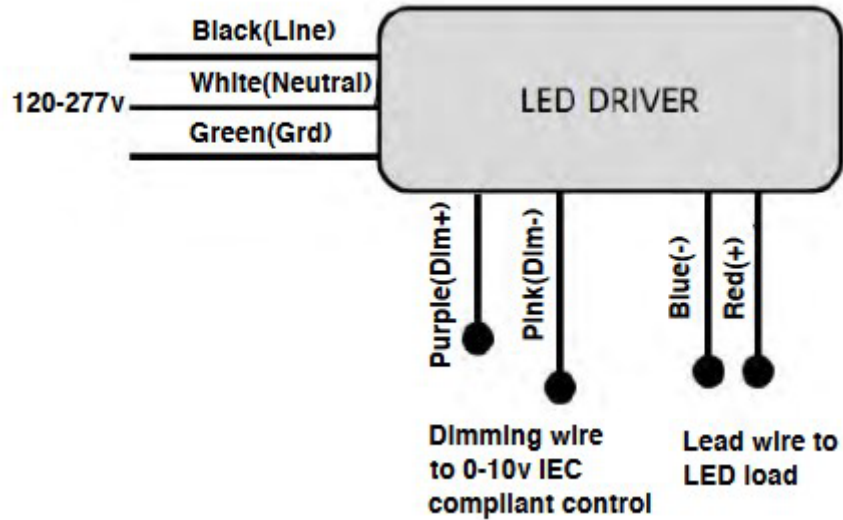 Black(Line)
White(Neutral)
120-277v
Green(Grd)
LED DRIVER
Purple(Dim+)
Pink(Dim-)
Blue(-)
Red(+)
Dimming wire
to 0-10v IEC
compliant control
Lead wire to
LED load